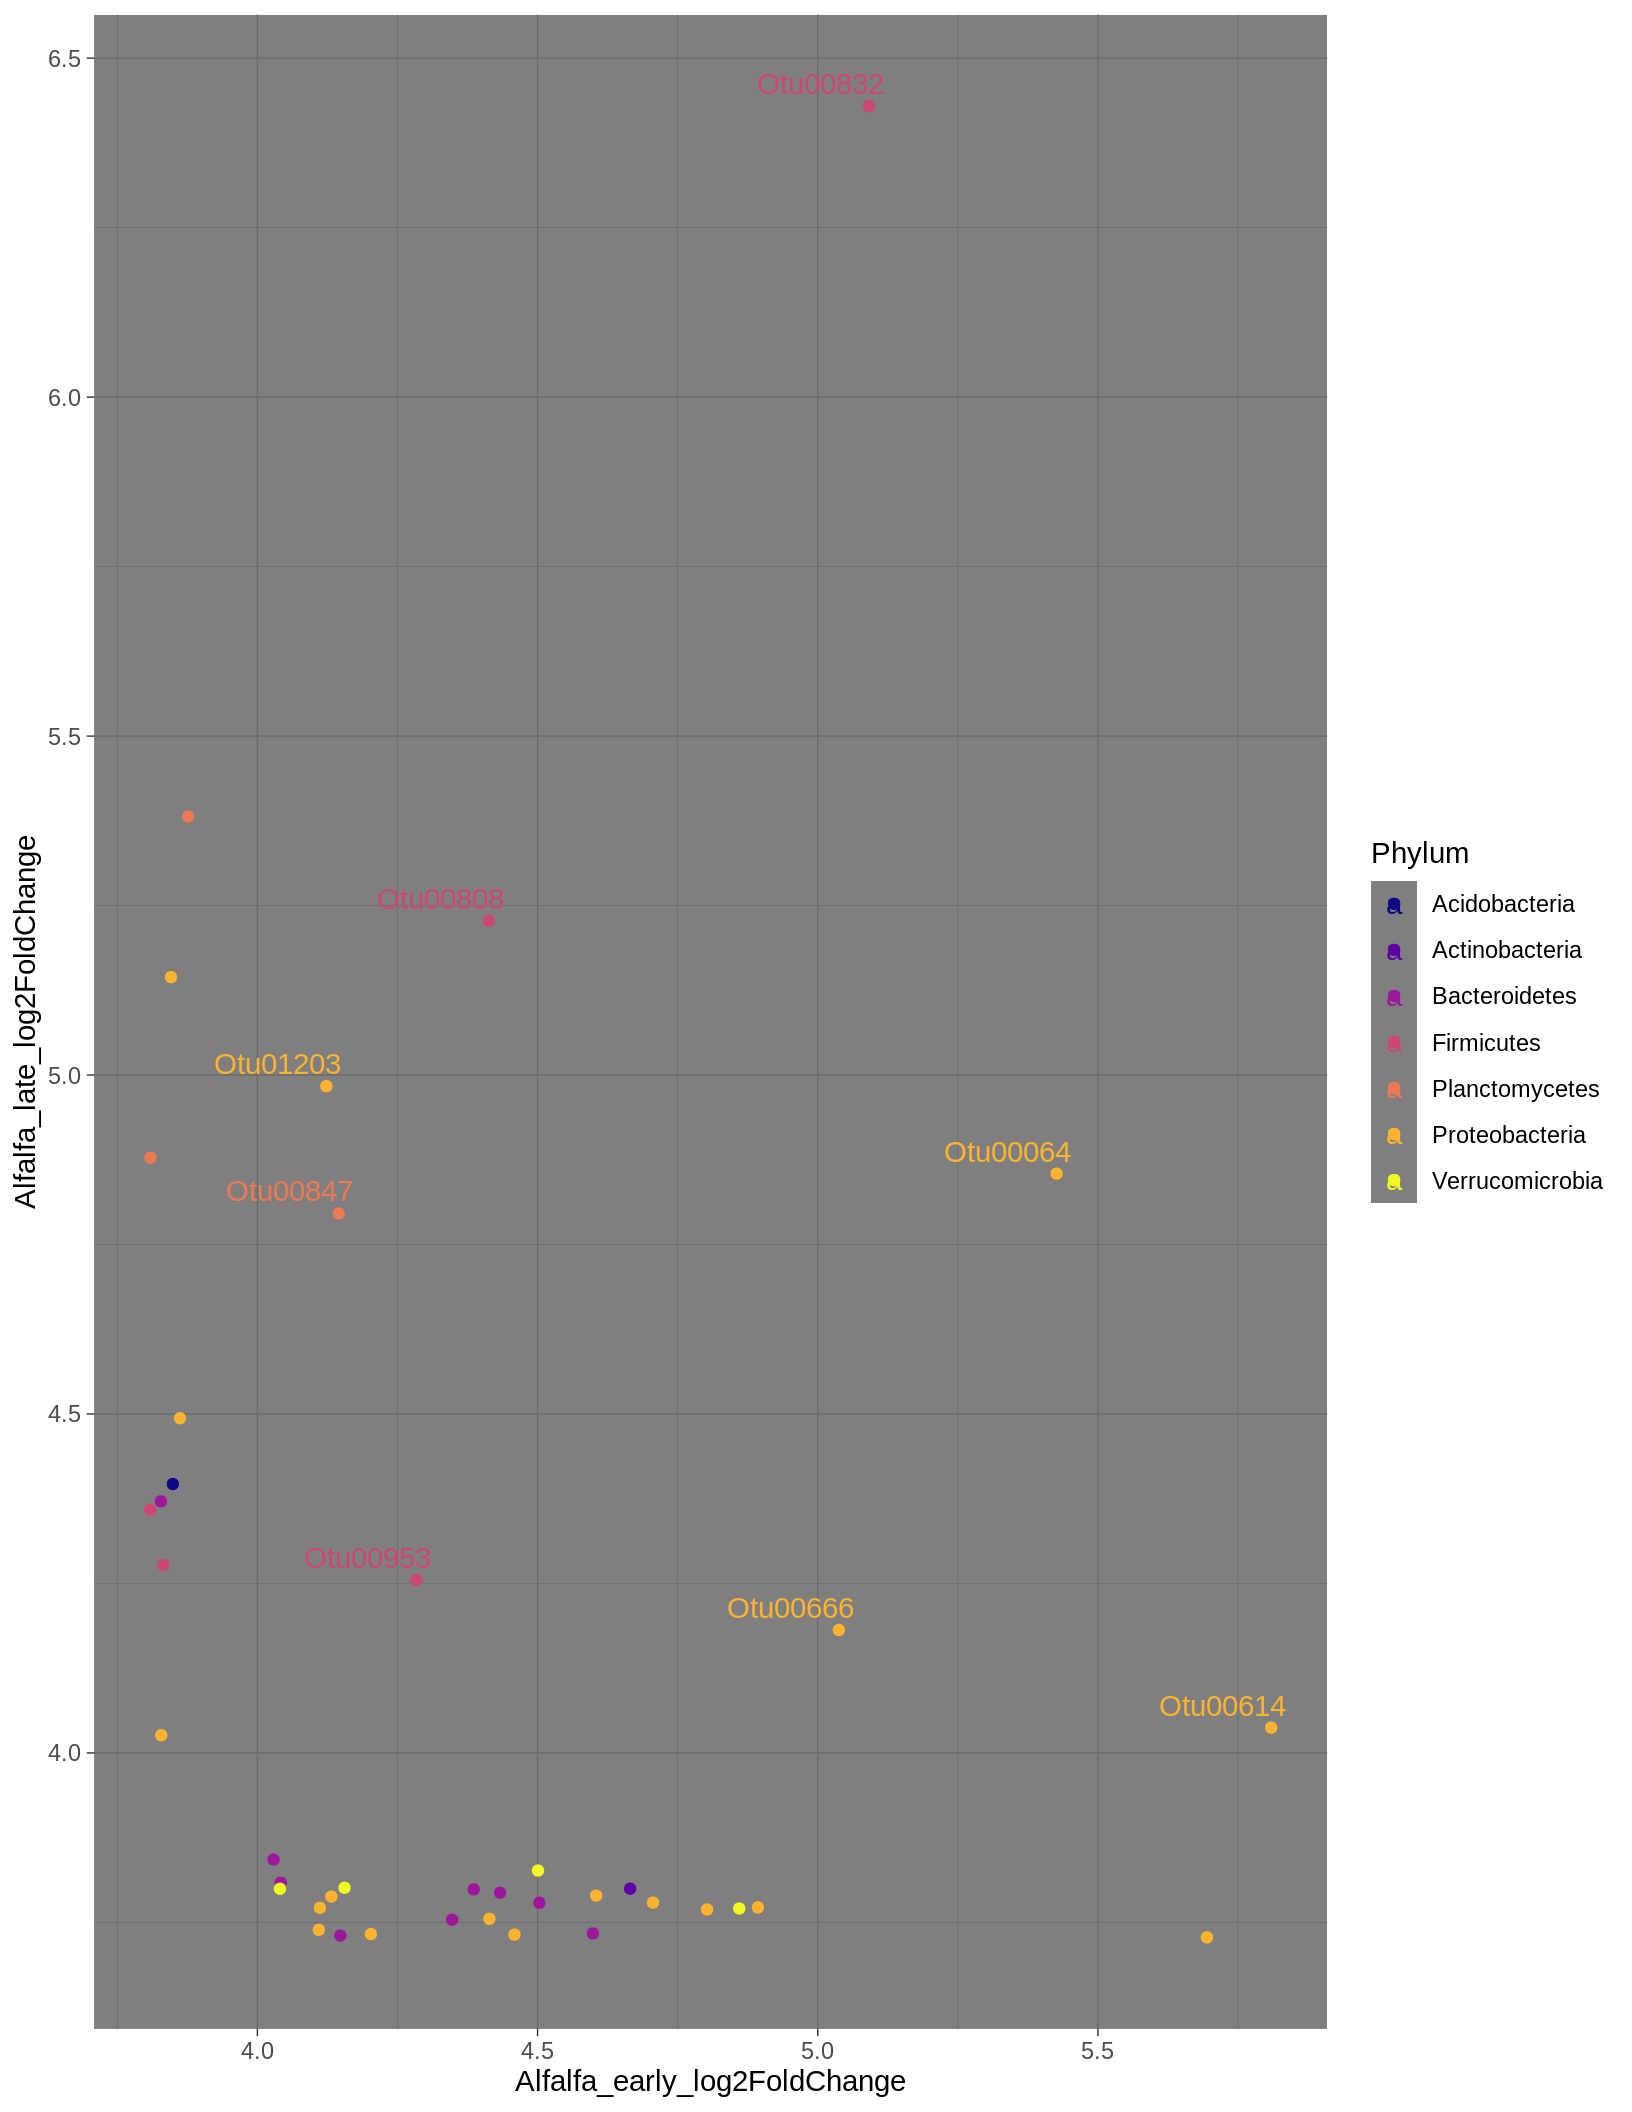 6.5
Otu00832
6.0
5.5
Otu00808
5.0
Otu01203
Otu00064
Otu00847
4.5
Otu00953
Otu00666
Otu00614
4.0
Alfalfa_late_log2FoldChange
4.0 4.5 5.0 5.5
Alfalfa_early_log2FoldChange
Phylum
a Acidobacteria
a Actinobacteria
a Bacteroidetes
a Firmicutes
a Planctomycetes
a Proteobacteria
a Verrucomicrobia